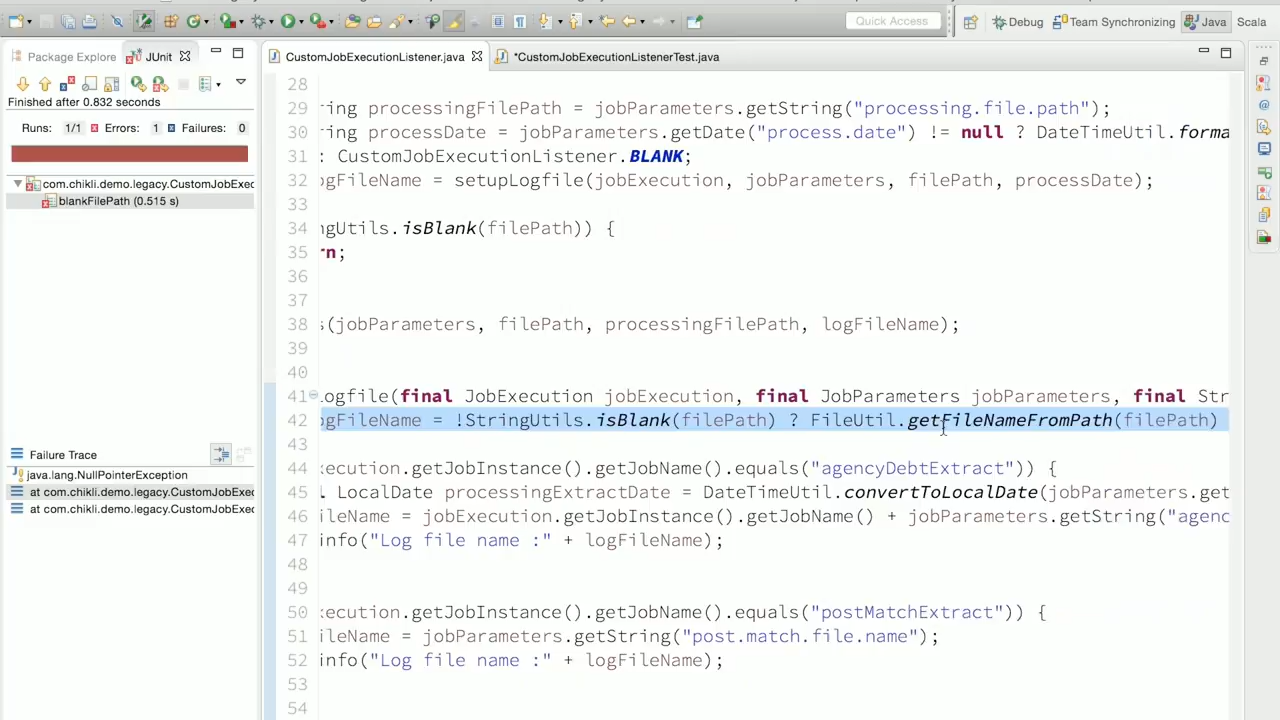 Quick Access
Debug
Team Synchronizing
Java
Scala
Package Explore
JUnit
CustomJobExecutionListener.java
*CustomJobExecutionListenerTest.java
Finished after 0.832 seconds
Runs: 1/1
Errors: 1
Failures: 0
com.chikli.demo.legacy.CustomJobExec
blankFilePath (0.515 s)
Failure Trace
java.lang.NullPointerException
at com.chikli.demo.legacy.CustomJobExec
at com.chikli.demo.legacy.CustomJobExec
28
29 ring processingFilePath = jobParameters.getString("processing.file.path");
30 ring processDate = jobParameters.getDate("process.date") != null ? DateTimeUtil.forma
31 : CustomJobExecutionListener.BLANK;
32 ogFileName = setupLogfile(jobExecution, jobParameters, filePath, processDate);
33
34 ngUtils.isBlank(filePath)) {
35 rn;
36
37
38 s(jobParameters, filePath, processingFilePath, logFileName);
39
40
41 ogfile(final JobExecution jobExecution, final JobParameters jobParameters, final Str
42 ogFileName = !StringUtils.isBlank(filePath) ? FileUtil.getFileNameFromPath(filePath)
43
44 xecution.getJobInstance().getJobName().equals("agencyDebtExtract")) {
45 l LocalDate processingExtractDate = DateTimeUtil.convertToLocalDate(jobParameters.get
46 ileName = jobExecution.getJobInstance().getJobName() + jobParameters.getString("agenc
47 info("Log file name :" + logFileName);
48
49
50 xecution.getJobInstance().getJobName().equals("postMatchExtract")) {
51 ileName = jobParameters.getString("post.match.file.name");
52 info("Log file name :" + logFileName);
53
54